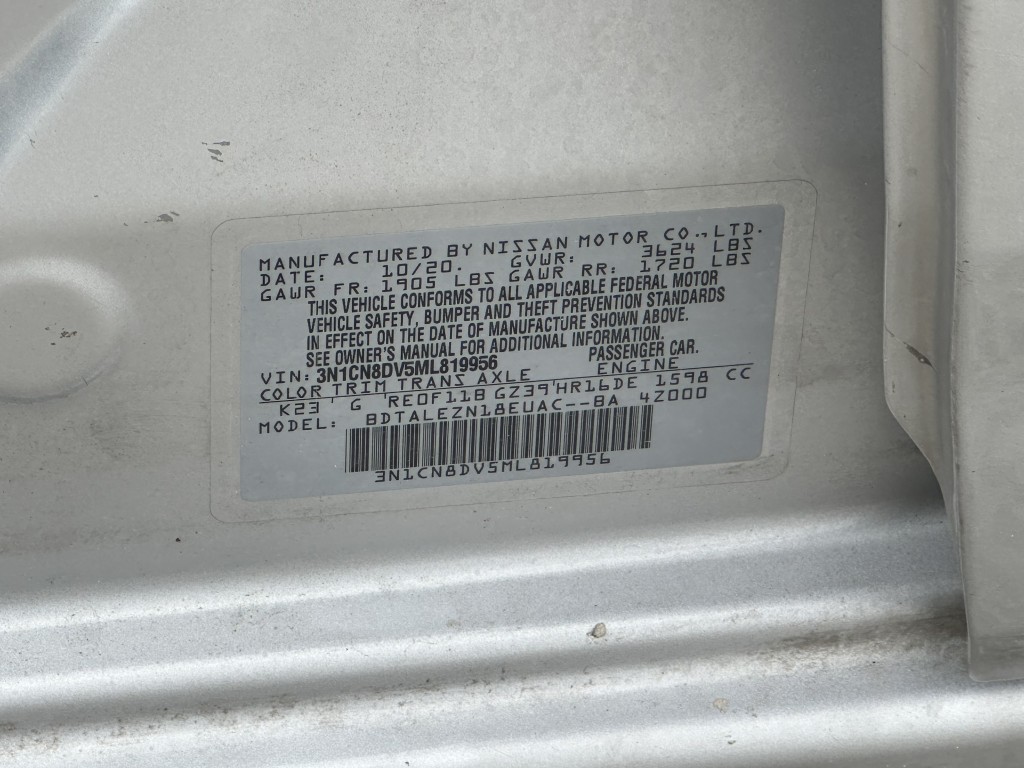 MANUFACTURED BY NISSAN MOTOR CO.,LTD.
DATE: 10/20. GVWR: 3624 LBS
GAWR FR: 1905 LBS GAWR RR: 1720 LBS
THIS VEHICLE CONFORMS TO ALL APPLICABLE FEDERAL MOTOR
VEHICLE SAFETY, BUMPER AND THEFT PREVENTION STANDARDS
IN EFFECT ON THE DATE OF MANUFACTURE SHOWN ABOVE.
SEE OWNER'S MANUAL FOR ADDITIONAL INFORMATION.
VIN: 3N1CN8DV5ML819956 PASSENGER CAR.
COLOR TRIM TRANS AXLE ENGINE
K23 G RE0F11B GZ39 HR16DE 1598 CC
MODEL: BDTALEZN18EUAC--BA 4Z000
3N1CN8DV5ML819956